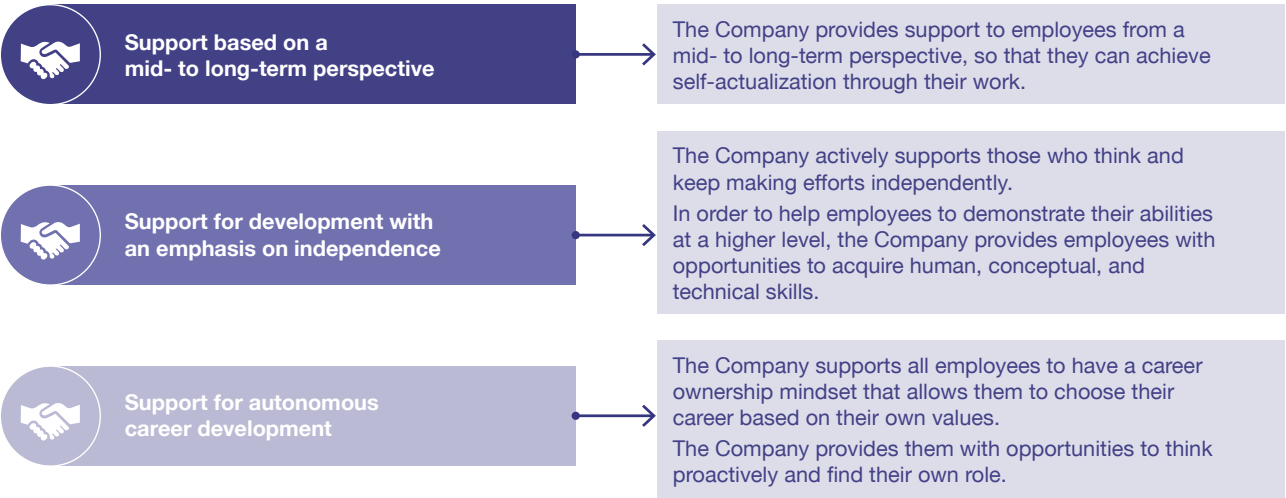 Support based on a
mid- to long-term perspective
The Company provides support to employees from a
mid- to long-term perspective, so that they can achieve
self-actualization through their work.
Support for development with
an emphasis on independence
The Company actively supports those who think and
keep making efforts independently.
In order to help employees to demonstrate their abilities
at a higher level, the Company provides employees with
opportunities to acquire human, conceptual, and
technical skills.
Support for autonomous
career development
The Company supports all employees to have a career
ownership mindset that allows them to choose their
career based on their own values.
The Company provides them with opportunities to think
proactively and find their own role.